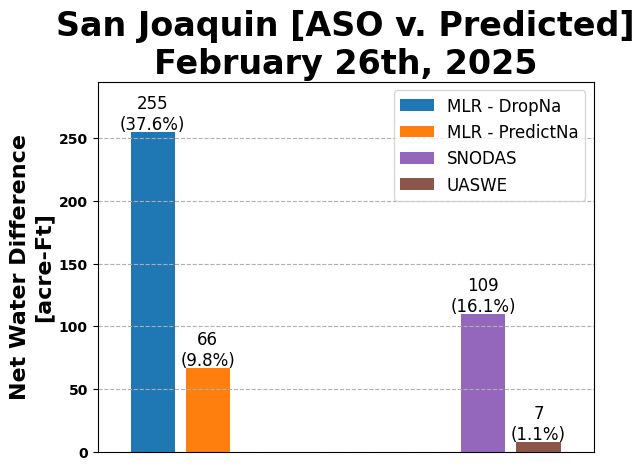 San Joaquin [ASO v. Predicted]
February 26th, 2025
Net Water Difference
[acre-Ft]
250
200
150
100
50
0
255
(37.6%)
66
(9.8%)
109
(16.1%)
7
(1.1%)
MLR - DropNa
MLR - PredictNa
SNODAS
UASWE